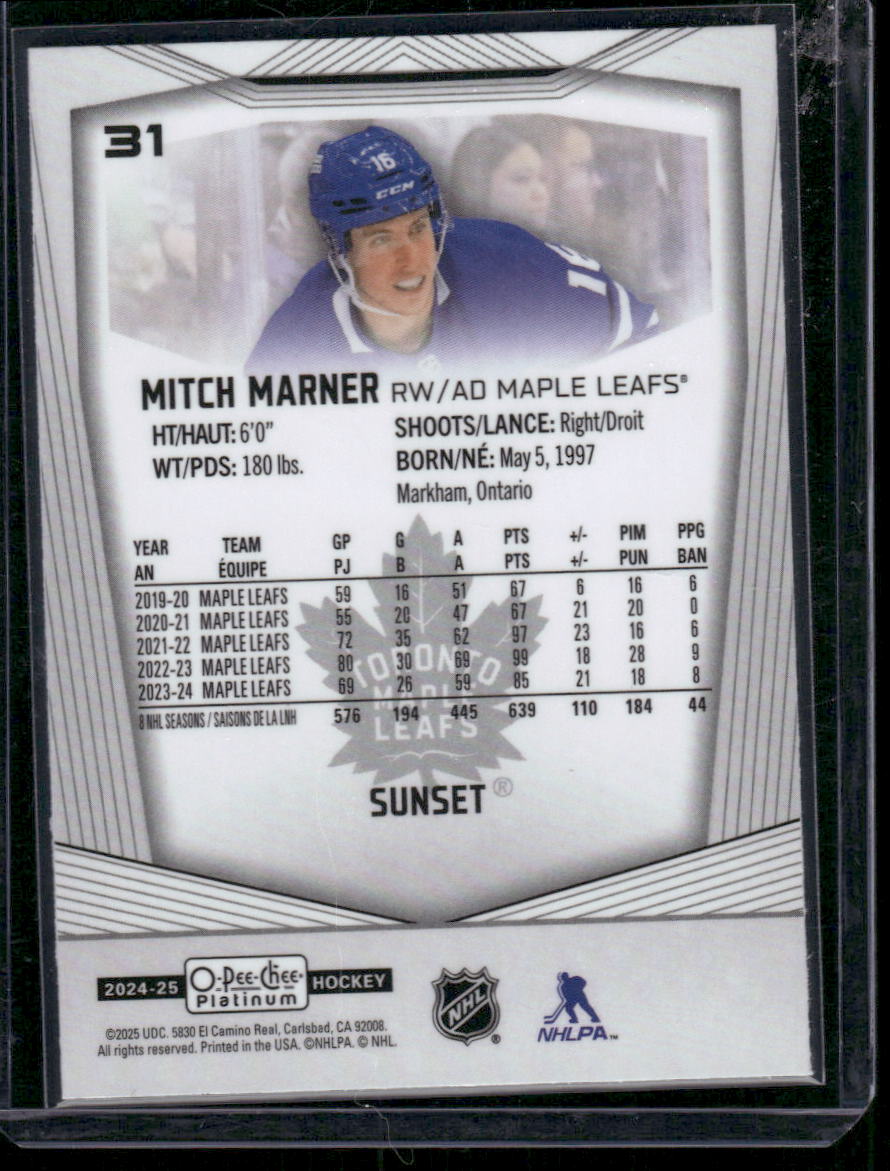 31
16
CCM
16
MITCH MARNER RW/AD MAPLE LEAFS®
HT/HAUT: 6'0" SHOOTS/LANCE: Right/Droit
WT/PDS: 180 lbs. BORN/NÉ: May 5, 1997
Markham, Ontario
YEAR TEAM GP G A PTS +/- PIM PPG
AN ÉQUIPE PJ B A PTS +/- PUN BAN
2019-20 MAPLE LEAFS 59 16 51 67 6 16 6
2020-21 MAPLE LEAFS 55 20 47 67 21 20 0
2021-22 MAPLE LEAFS 72 35 62 97 23 16 6
2022-23 MAPLE LEAFS 80 30 69 99 18 28 9
2023-24 MAPLE LEAFS 69 26 59 85 21 18 8
8 NHL SEASONS / SAISONS DE LA LNH 576 194 445 639 110 184 44
TORONTO
MAPLE
LEAFS
®
SUNSET
2024-25 O-Pee-Chee HOCKEY
Platinum
NHL ®
NHLPA™
©2025 UDC. 5830 El Camino Real, Carlsbad, CA 92008.
All rights reserved. Printed in the USA. ©NHLPA. © NHL.